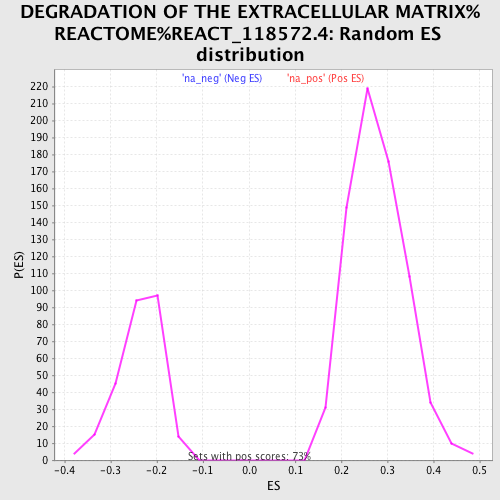 DEGRADATION OF THE EXTRACELLULAR MATRIX%
REACTOME%REACT_118572.4: Random ES
distribution
'na_neg' (Neg ES) 'na_pos' (Pos ES)
220
210
200
190
180
170
160
150
140
130
120
110
100
90
80
70
60
50
40
30
20
10
0
P(ES)
Sets with pos scores: 73%
-0.4 -0.3 -0.2 -0.1 0.0 0.1 0.2 0.3 0.4 0.5
ES